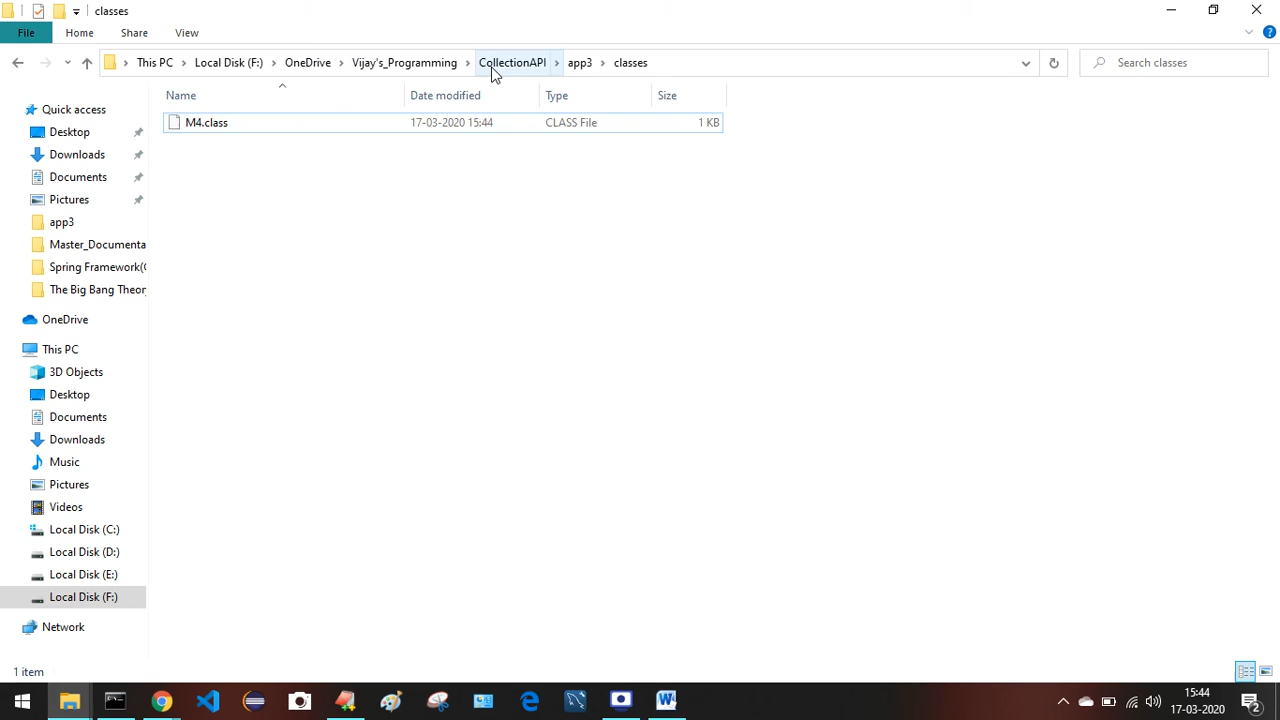 classes
File Home Share View
This PC Local Disk (F:) OneDrive Vijay's_Programming CollectionAPI app3 classes
Search classes
Name Date modified Type Size
M4.class 17-03-2020 15:44 CLASS File 1 KB
Quick access
Desktop
Downloads
Documents
Pictures
app3
Master_Documenta
Spring Framework(
The Big Bang Theor
OneDrive
This PC
3D Objects
Desktop
Documents
Downloads
Music
Pictures
Videos
Local Disk (C:)
Local Disk (D:)
Local Disk (E:)
Local Disk (F:)
Network
1 item
15:44
17-03-2020
2